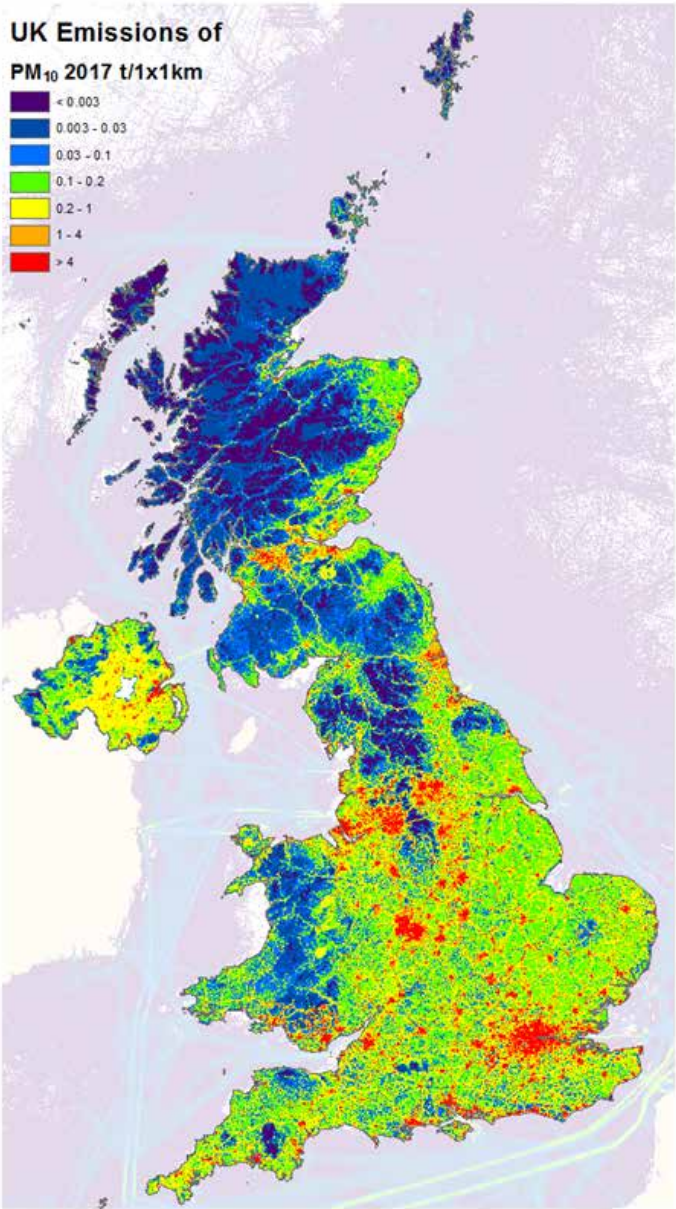 UK Emissions of
PM₁₀ 2017 t/1x1km
< 0.003
0.003 - 0.03
0.03 - 0.1
0.1 - 0.2
0.2 - 1
1 - 4
> 4